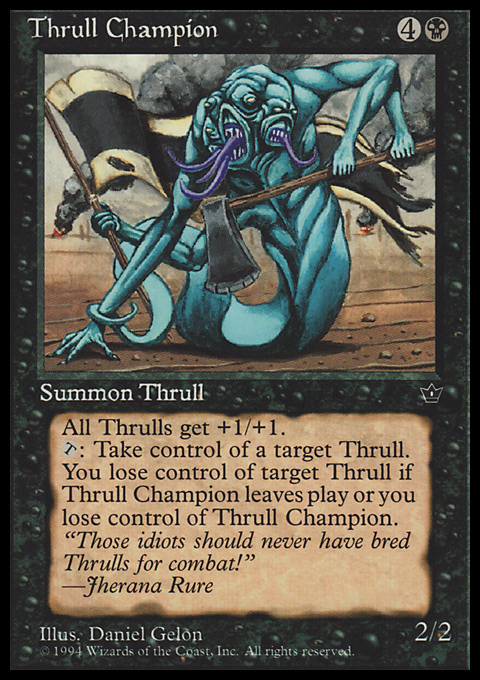 Thrull Champion 4
Summon Thrull
All Thrulls get +1/+1.
T: Take control of a target Thrull.
You lose control of target Thrull if
Thrull Champion leaves play or you
lose control of Thrull Champion.
“Those idiots should never have bred
Thrulls for combat!”
—Jherana Rure
Illus. Daniel Gelon 2/2
© 1994 Wizards of the Coast, Inc. All rights reserved.